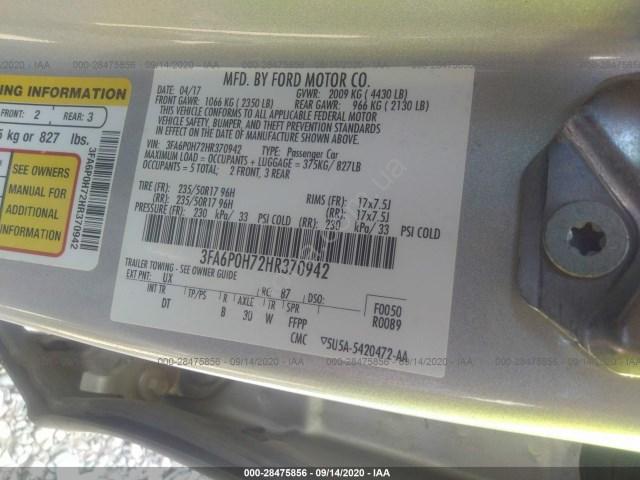 000-28475856 - 09/14/2020 - IAA
MFD. BY FORD MOTOR CO.
DATE: 04/17 GVWR: 2009 KG ( 4430 LB)
FRONT GAWR: 1066 KG ( 2350 LB) REAR GAWR: 966 KG ( 2130 LB)
THIS VEHICLE CONFORMS TO ALL APPLICABLE FEDERAL MOTOR
VEHICLE SAFETY, BUMPER, AND THEFT PREVENTION STANDARDS
IN EFFECT ON THE DATE OF MANUFACTURE SHOWN ABOVE.
VIN: 3FA6P0H72HR370942 TYPE: Passenger Car
MAXIMUM LOAD = OCCUPANTS + LUGGAGE = 375KG/ 827LB
OCCUPANTS = 5 TOTAL; 2 FRONT, 3 REAR
TIRE (FR): 235/50R17 96H RIMS (FR): 17x7.5J
(RR): 235/50R17 96H (RR): 17x7.5J
PRESSURE (FR): 230 kPa/ 33 PSI COLD (RR): 230 kPa/ 33 PSI COLD
3FA6P0H72HR370942
TRAILER TOWING - SEE OWNER GUIDE
EXT PNT: UX RC: 87 DSO:
INT TR TP/PS R AXLE TR SPR
DT B 3D W FFPP
CMC
F0050
R00B9
5U5A-5420472-AA
ING INFORMATION
FRONT: 2 REAR: 3
5 kg or 827 lbs.
SEE OWNERS
MANUAL FOR
ADDITIONAL
INFORMATION
3FA6P0H72HR370942
000-28475856 - 09/14/2020 - IAA